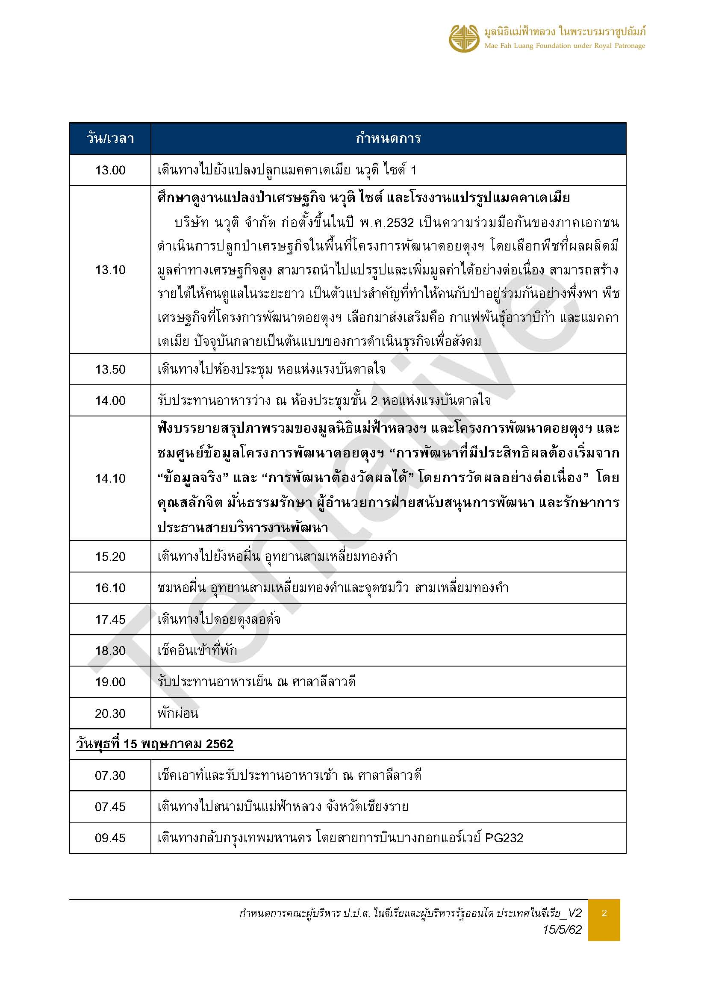 มูลนิธิแม่ฟ้าหลวง ในพระบรมราชูปถัมภ์
Mae Fah Luang Foundation under Royal Patronage
วัน/เวลา กำหนดการ
13.00 เดินทางไปยังแปลงปลูกแมคคาเดเมีย นวุติ ไซต์ 1
ศึกษาดูงานแปลงป่าเศรษฐกิจ นวุติ ไซต์ และโรงงานแปรรูปแมคคาเดเมีย
บริษัท นวุติ จำกัด ก่อตั้งขึ้นในปี พ.ศ.2532 เป็นความร่วมมือกันของภาคเอกชน
ดำเนินการปลูกป่าเศรษฐกิจในพื้นที่โครงการพัฒนาดอยตุงฯ โดยเลือกพืชที่ผลผลิตมี
13.10 มูลค่าทางเศรษฐกิจสูง สามารถนำไปแปรรูปและเพิ่มมูลค่าได้อย่างต่อเนื่อง สามารถสร้าง
รายได้ให้คนดูแลในระยะยาว เป็นตัวแปรสำคัญที่ทำให้คนกับป่าอยู่ร่วมกันอย่างพึ่งพา พืช
เศรษฐกิจที่โครงการพัฒนาดอยตุงฯ เลือกมาส่งเสริมคือ กาแฟพันธุ์อาราบิก้า และแมคคา
เดเมีย ปัจจุบันกลายเป็นต้นแบบของการดำเนินธุรกิจเพื่อสังคม
13.50 เดินทางไปห้องประชุม หอแห่งแรงบันดาลใจ
14.00 รับประทานอาหารว่าง ณ ห้องประชุมชั้น 2 หอแห่งแรงบันดาลใจ
ฟังบรรยายสรุปภาพรวมของมูลนิธิแม่ฟ้าหลวงฯ และโครงการพัฒนาดอยตุงฯ และ
ชมศูนย์ข้อมูลโครงการพัฒนาดอยตุงฯ “การพัฒนาที่มีประสิทธิผลต้องเริ่มจาก
14.10 “ข้อมูลจริง” และ “การพัฒนาต้องวัดผลได้” โดยการวัดผลอย่างต่อเนื่อง” โดย
คุณสลักจิต มั่นธรรมรักษา ผู้อำนวยการฝ่ายสนับสนุนการพัฒนา และรักษาการ
ประธานสายบริหารงานพัฒนา
15.20 เดินทางไปยังหอฝิ่น อุทยานสามเหลี่ยมทองคำ
16.10 ชมหอฝิ่น อุทยานสามเหลี่ยมทองคำและจุดชมวิว สามเหลี่ยมทองคำ
17.45 เดินทางไปดอยตุงลอด์จ
18.30 เช็คอินเข้าที่พัก
19.00 รับประทานอาหารเย็น ณ ศาลาลีลาวดี
20.30 พักผ่อน
วันพุธที่ 15 พฤษภาคม 2562
07.30 เช็คเอาท์และรับประทานอาหารเช้า ณ ศาลาลีลาวดี
07.45 เดินทางไปสนามบินแม่ฟ้าหลวง จังหวัดเชียงราย
09.45 เดินทางกลับกรุงเทพมหานคร โดยสายการบินบางกอกแอร์เวย์ PG232
Tentative
กำหนดการคณะผู้บริหาร ป.ป.ส. ไนจีเรียและผู้บริหารรัฐออนโด ประเทศไนจีเรีย_V2 2
15/5/62